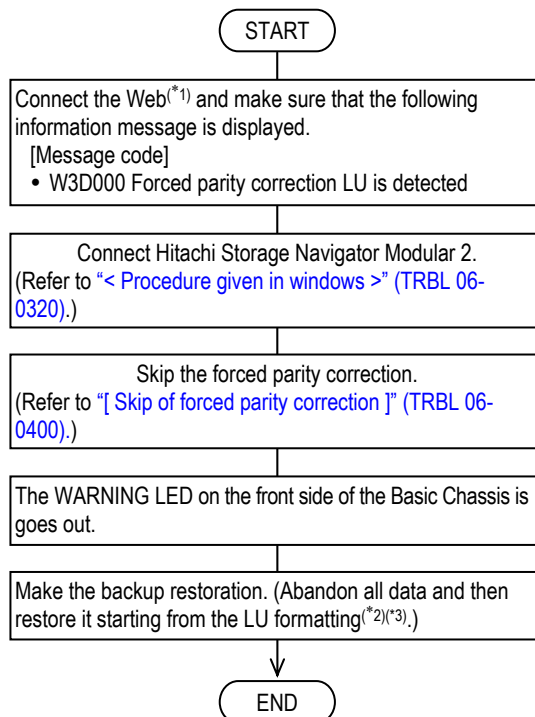 START
Connect the Web(*1) and make sure that the following
information message is displayed.
[Message code]
• W3D000 Forced parity correction LU is detected
Connect Hitachi Storage Navigator Modular 2.
(Refer to “< Procedure given in windows >” (TRBL 06-
0320).)
Skip the forced parity correction.
(Refer to “[ Skip of forced parity correction ]” (TRBL 06-
0400).)
The WARNING LED on the front side of the Basic Chassis is
goes out.
Make the backup restoration. (Abandon all data and then
restore it starting from the LU formatting(*2)(*3).)
END